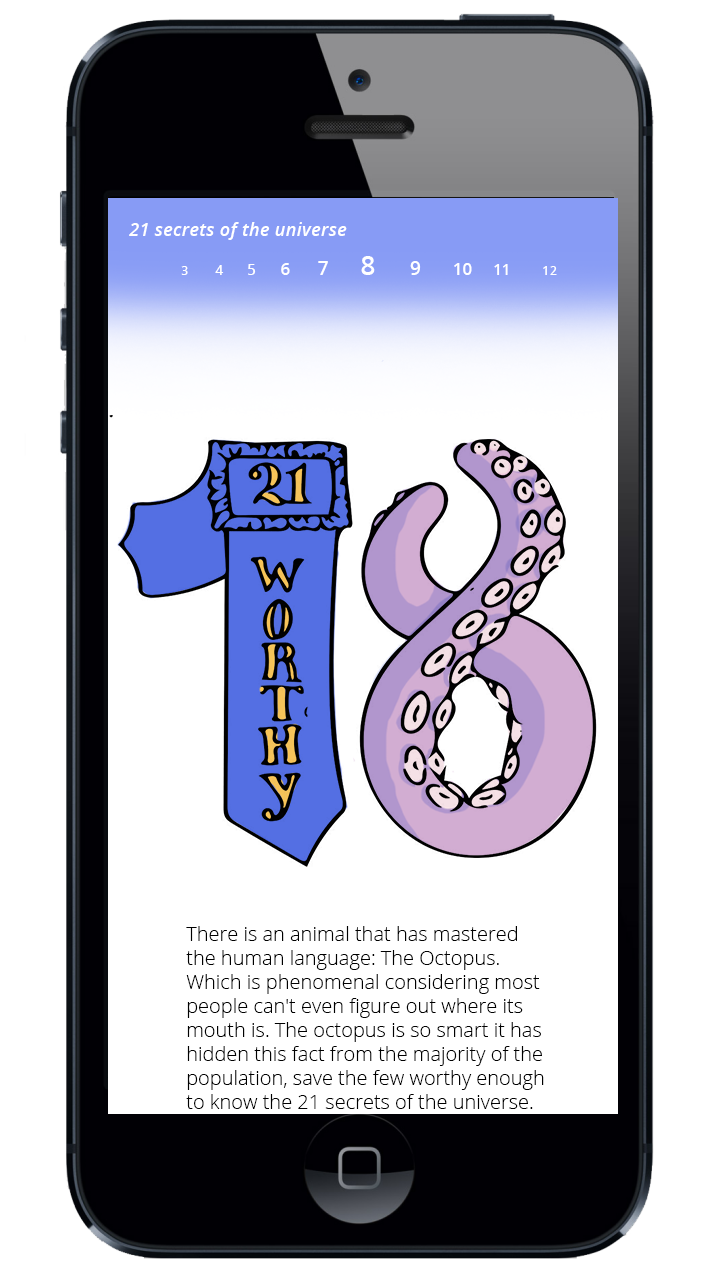 21 secrets of the universe
3 4 5 6 7 8 9 10 11 12
18
21
WORTHY
There is an animal that has mastered
the human language: The Octopus.
Which is phenomenal considering most
people can't even figure out where its
mouth is. The octopus is so smart it has
hidden this fact from the majority of the
population, save the few worthy enough
to know the 21 secrets of the universe.